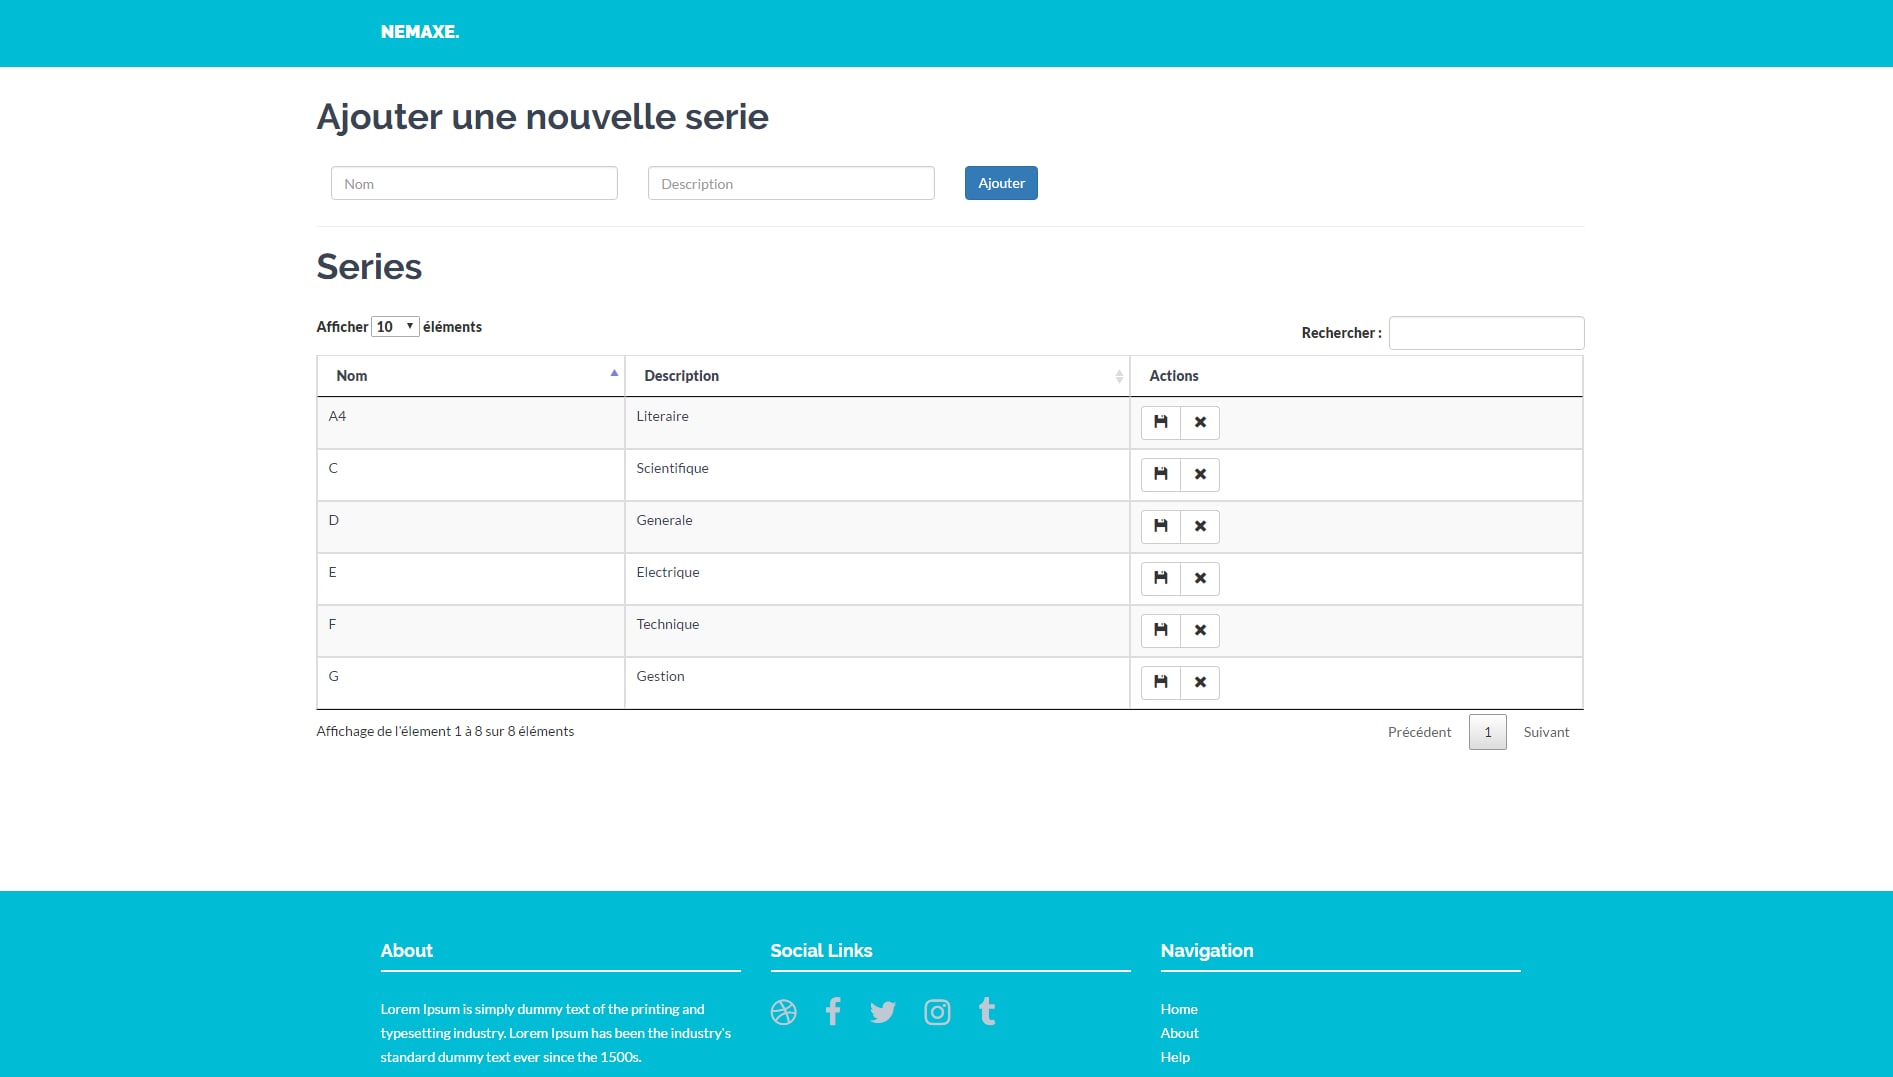 NEMAXE.
Ajouter une nouvelle serie
Nom Description Ajouter
Series
Afficher 10 éléments Rechercher :
Nom Description Actions
A4 Literaire
C Scientifique
D Generale
E Electrique
F Technique
G Gestion
Affichage de l'élement 1 à 8 sur 8 éléments Précédent 1 Suivant
About
Lorem Ipsum is simply dummy text of the printing and
typesetting industry. Lorem Ipsum has been the industry's
standard dummy text ever since the 1500s.
Social Links
Navigation
Home
About
Help